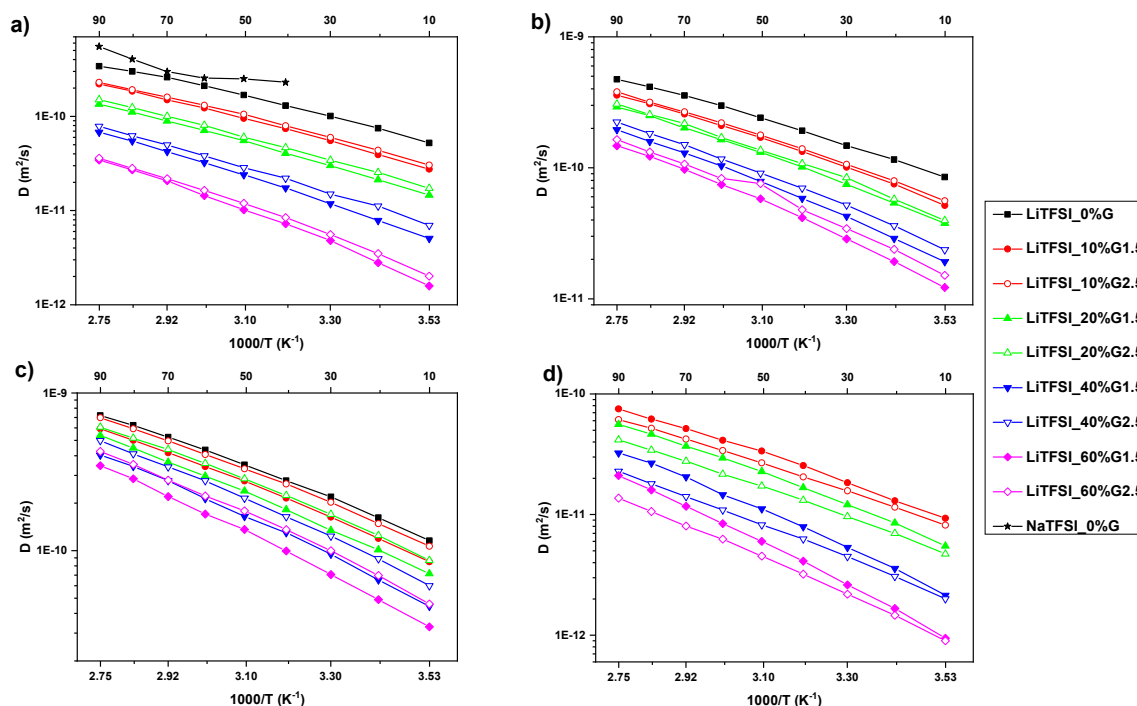 a)
90 70 50 30 10
1E-10
1E-11
1E-12
D (m²/s)
2.75 2.92 3.10 3.30 3.53
1000/T (K⁻¹)
b)
90 70 50 30 10
1E-9
1E-10
1E-11
D (m²/s)
2.75 2.92 3.10 3.30 3.53
1000/T (K⁻¹)
c)
90 70 50 30 10
1E-9
1E-10
D (m²/s)
2.75 2.92 3.10 3.30 3.53
1000/T (K⁻¹)
d)
90 70 50 30 10
1E-10
1E-11
1E-12
D (m²/s)
2.75 2.92 3.10 3.30 3.53
1000/T (K⁻¹)
LiTFSI_0%G
LiTFSI_10%G1.5
LiTFSI_10%G2.5
LiTFSI_20%G1.5
LiTFSI_20%G2.5
LiTFSI_40%G1.5
LiTFSI_40%G2.5
LiTFSI_60%G1.5
LiTFSI_60%G2.5
NaTFSI_0%G